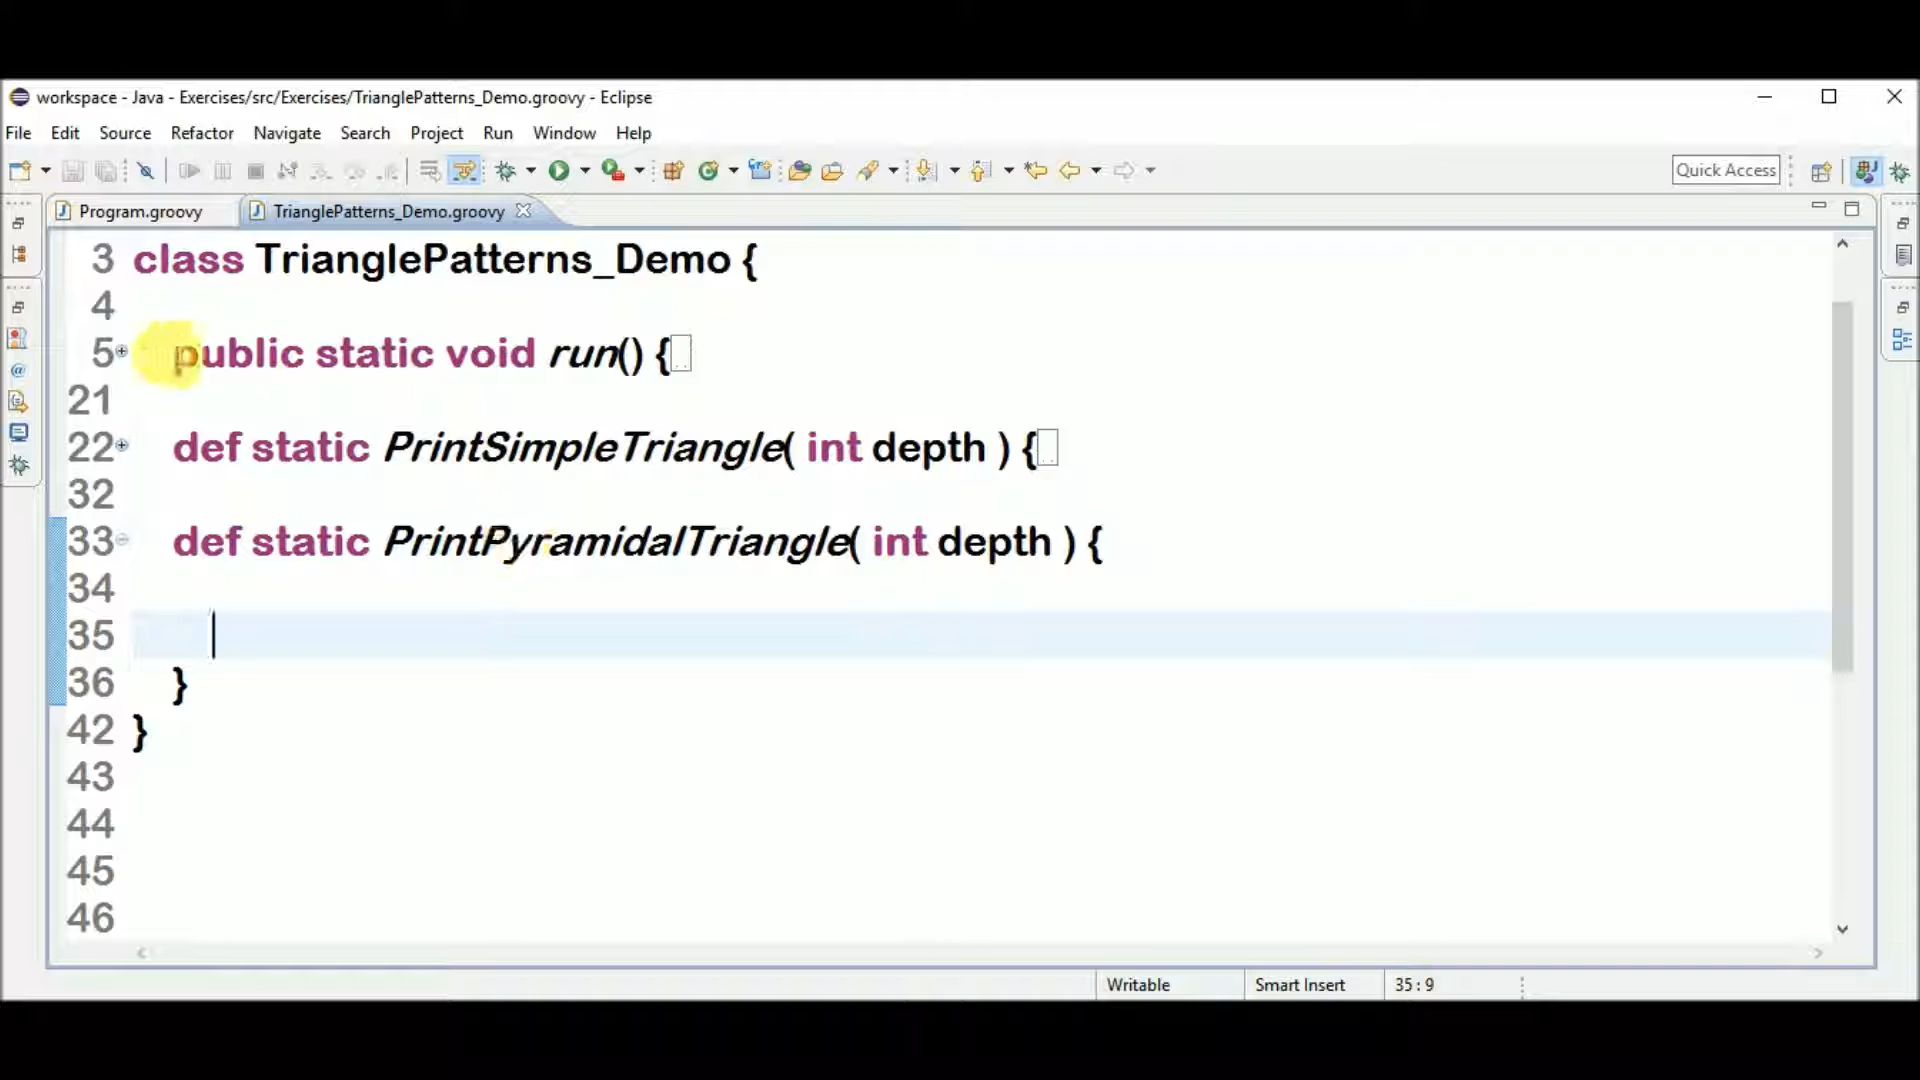 workspace - Java - Exercises/src/Exercises/TrianglePatterns_Demo.groovy - Eclipse
File Edit Source Refactor Navigate Search Project Run Window Help
Quick Access
Program.groovy TrianglePatterns_Demo.groovy
3 class TrianglePatterns_Demo {
4
5 public static void run() {
21
22 def static PrintSimpleTriangle( int depth ) {
32
33 def static PrintPyramidalTriangle( int depth ) {
34
35
36 }
42 }
43
44
45
46
Writable Smart Insert 35 : 9